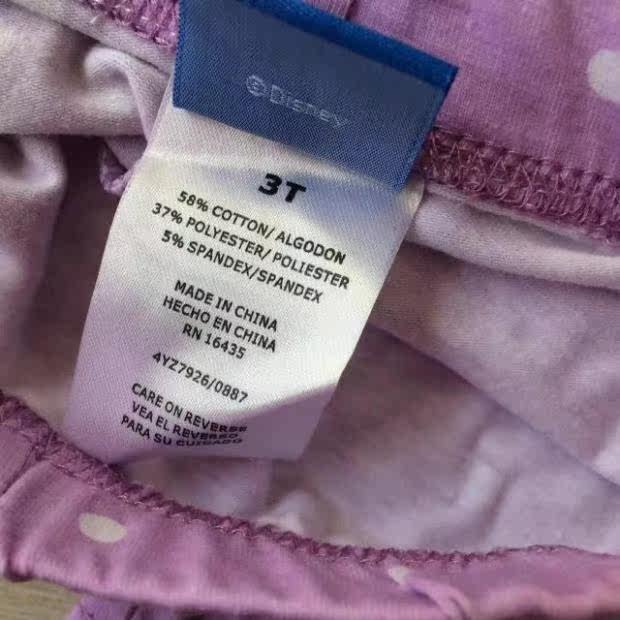 ©Disney
3T
58% COTTON/ ALGODON
37% POLYESTER/ POLIESTER
5% SPANDEX/SPANDEX
MADE IN CHINA
HECHO EN CHINA
RN 16435
4YZ7926/0887
CARE ON REVERSE
VEA EL REVERSO
PARA SU CUIDADO